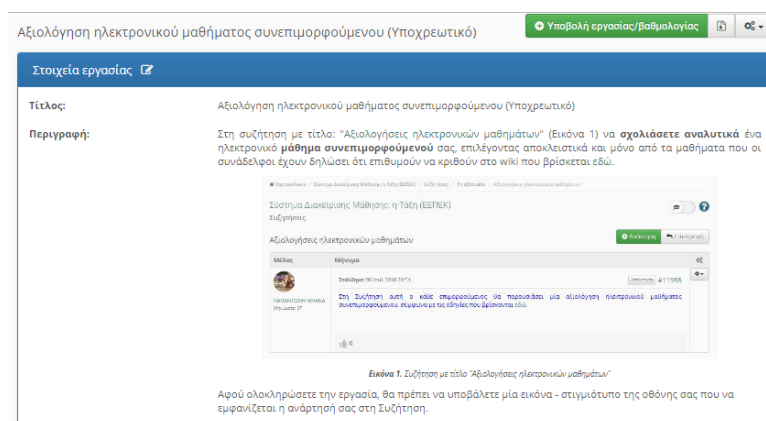 Αξιολόγηση ηλεκτρονικού μαθήματος συνεπιμορφούμενου (Υποχρεωτικό)
Υποβολή εργασίας/βαθμολογίας
Στοιχεία εργασίας
Τίτλος: Αξιολόγηση ηλεκτρονικού μαθήματος συνεπιμορφούμενου (Υποχρεωτικό)
Περιγραφή: Στη συζήτηση με τίτλο: "Αξιολογήσεις ηλεκτρονικών μαθημάτων" (Εικόνα 1) να σχολιάσετε αναλυτικά ένα
ηλεκτρονικό μάθημα συνεπιμορφούμενού σας, επιλέγοντας αποκλειστικά και μόνο από τα μαθήματα που οι
συνάδελφοι έχουν δηλώσει ότι επιθυμούν να κριθούν στο wiki που βρίσκεται εδώ.
Σύστημα Διαχείρισης Μάθησης: η-Τάξη (ΕΕΠΕΚ)
Συζητήσεις
Αξιολογήσεις ηλεκτρονικών μαθημάτων
Απάντηση
Μέλος Μήνυμα
Στη Συζήτηση αυτή ο κάθε επιμορφούμενος θα παρουσιάσει μία αξιολόγηση ηλεκτρονικού μαθήματος
συνεπιμορφούμενου, σύμφωνα με τις οδηγίες που βρίσκονται εδώ.
0
Εικόνα 1. Συζήτηση με τίτλο "Αξιολογήσεις ηλεκτρονικών μαθημάτων"
Αφού ολοκληρώσετε την εργασία, θα πρέπει να υποβάλετε μία εικόνα - στιγμιότυπο της οθόνης σας που να
εμφανίζεται η ανάρτησή σας στη Συζήτηση.